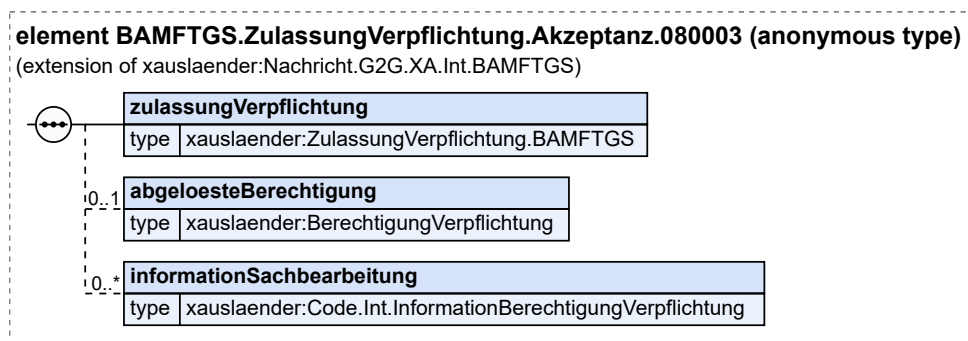 element BAMFTGS.ZulassungVerpflichtung.Akzeptanz.080003 (anonymous type)
(extension of xauslaender:Nachricht.G2G.XA.Int.BAMFTGS)
zulassungVerpflichtung
type xauslaender:ZulassungVerpflichtung.BAMFTGS
0..1 abgeloesteBerechtigung
type xauslaender:BerechtigungVerpflichtung
0..* informationSachbearbeitung
type xauslaender:Code.Int.InformationBerechtigungVerpflichtung